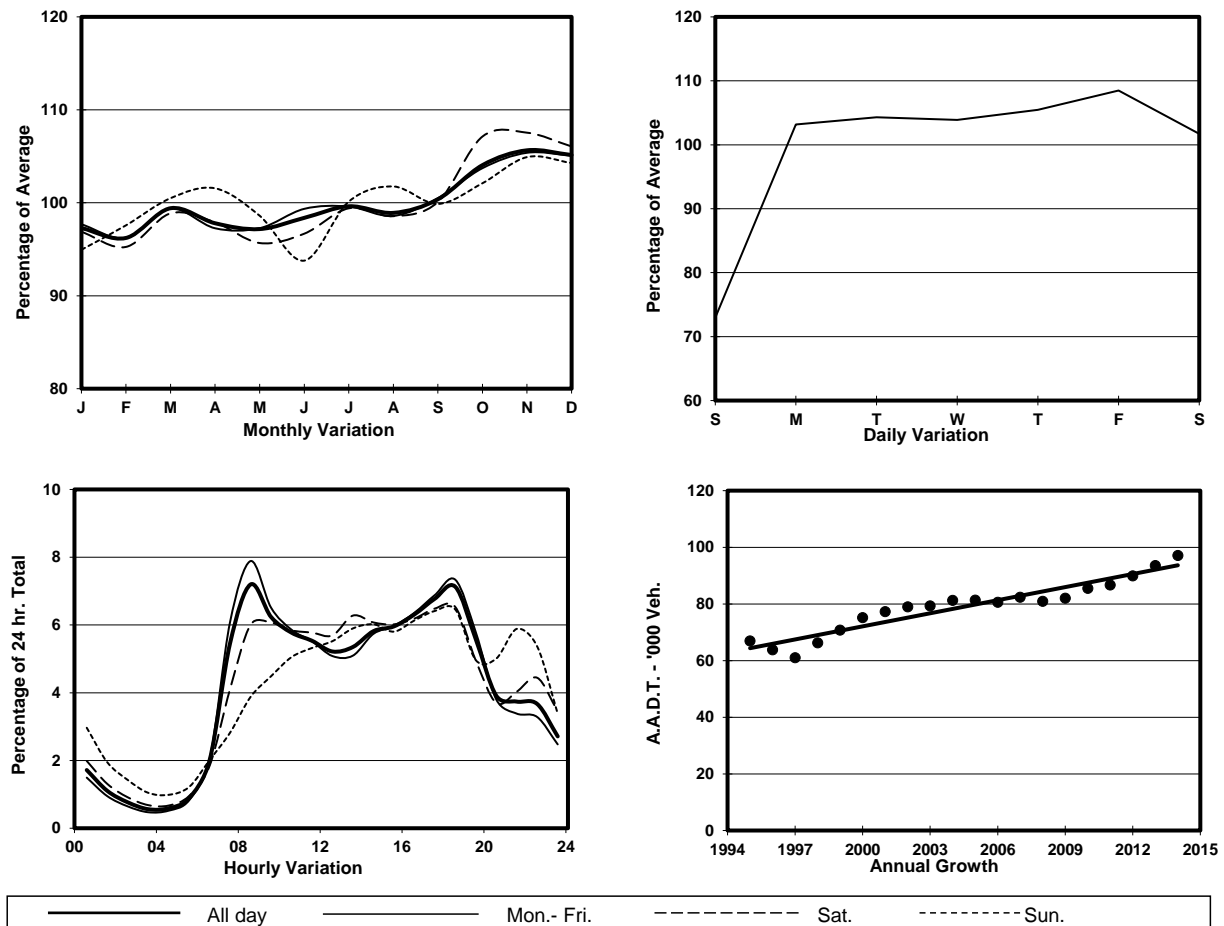 120
110
100
90
80
Percentage of Average
J F M A M J J A S O N D
Monthly Variation
120
110
100
90
80
70
60
Percentage of Average
S M T W T F S
Daily Variation
10
8
6
4
2
0
Percentage of 24 hr. Total
00 04 08 12 16 20 24
Hourly Variation
120
100
80
60
40
20
0
A.A.D.T. - '000 Veh.
1994 1997 2000 2003 2006 2009 2012 2015
Annual Growth
All day Mon.- Fri. Sat. Sun.